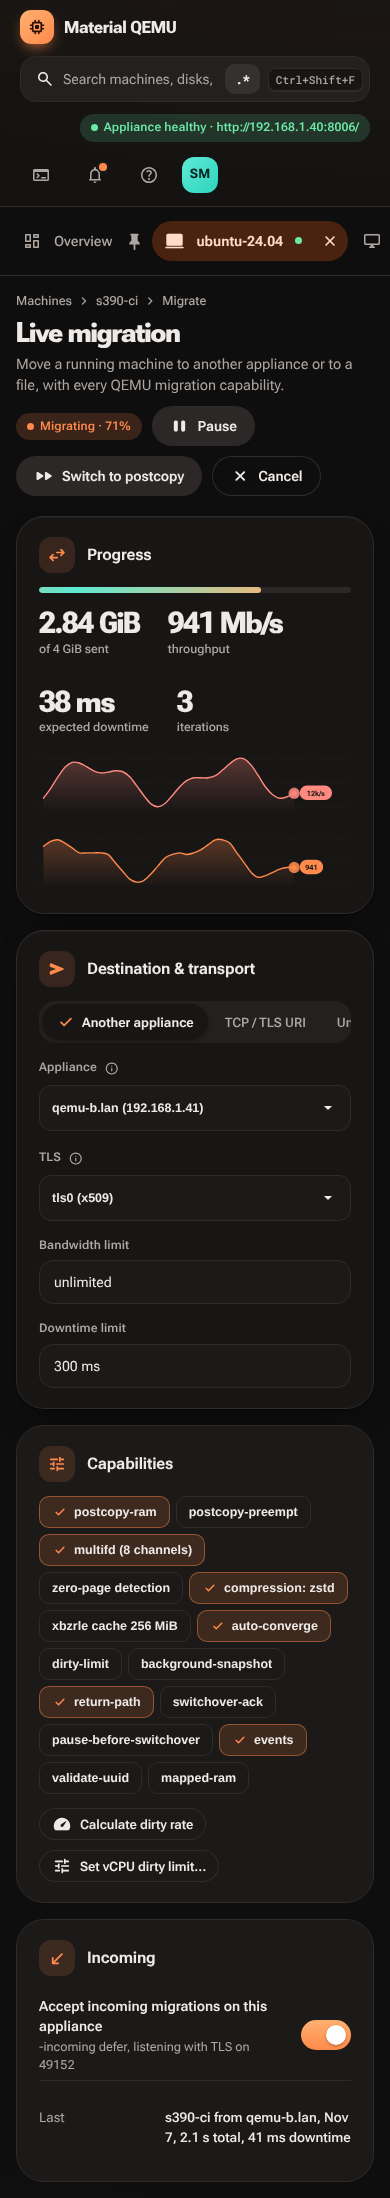 Material QEMU
Search machines, disks,
.*
Ctrl+Shift+F
Appliance healthy · http://192.168.1.40:8006/
SM
Overview
ubuntu-24.04
Machines > s390-ci > Migrate
Live migration
Move a running machine to another appliance or to a
file, with every QEMU migration capability.
Migrating · 71%
Pause
Switch to postcopy
Cancel
Progress
2.84 GiB
of 4 GiB sent
941 Mb/s
throughput
38 ms
expected downtime
3
iterations
12k/s
941
Destination & transport
Another appliance
TCP / TLS URI
Un
Appliance
qemu-b.lan (192.168.1.41)
TLS
tls0 (x509)
Bandwidth limit
unlimited
Downtime limit
300 ms
Capabilities
postcopy-ram
postcopy-preempt
multifd (8 channels)
zero-page detection
compression: zstd
xbzrle cache 256 MiB
auto-converge
dirty-limit
background-snapshot
return-path
switchover-ack
pause-before-switchover
events
validate-uuid
mapped-ram
Calculate dirty rate
Set vCPU dirty limit...
Incoming
Accept incoming migrations on this
appliance
-incoming defer, listening with TLS on
49152
Last
s390-ci from qemu-b.lan, Nov
7, 2.1 s total, 41 ms downtime